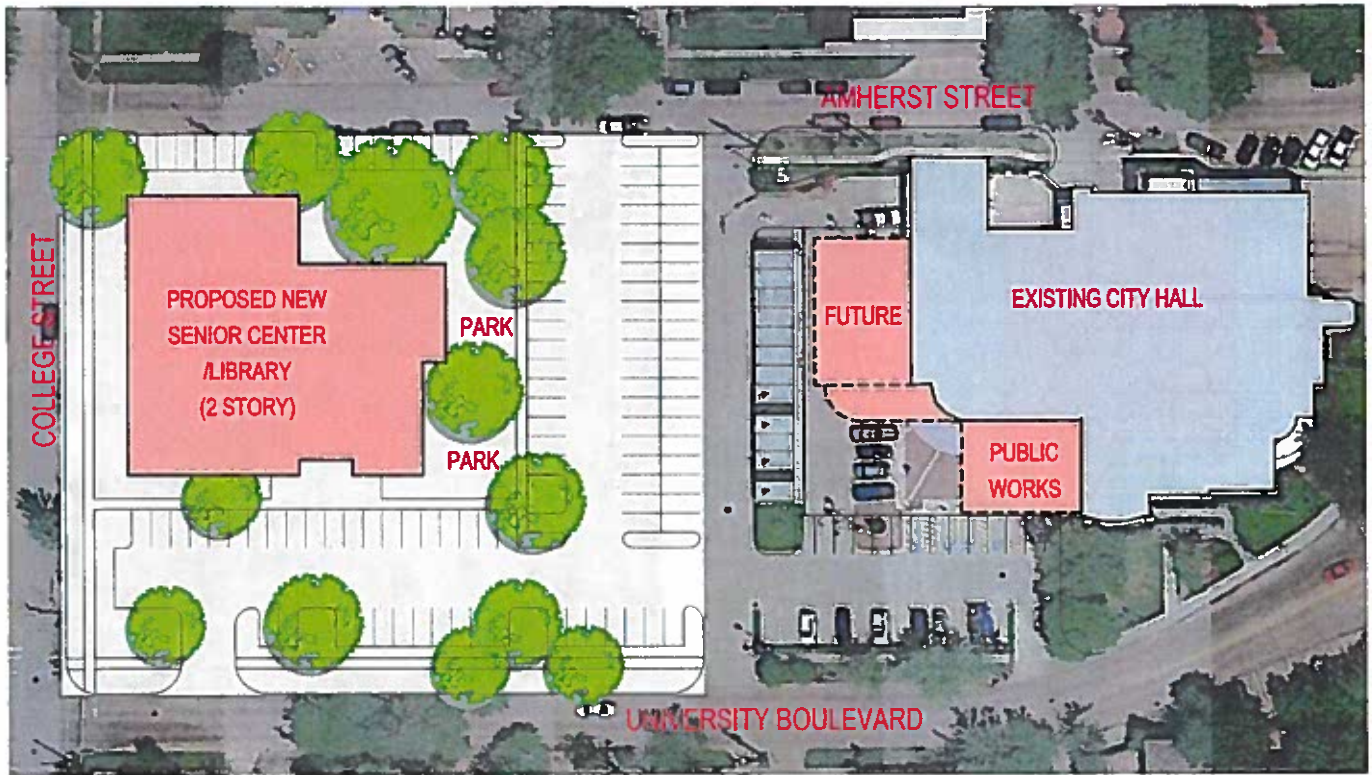 AMHERST STREET
COLLEGE STREET
PROPOSED NEW
SENIOR CENTER
/LIBRARY
(2 STORY)
PARK
PARK
FUTURE
EXISTING CITY HALL
PUBLIC
WORKS
UNIVERSITY BOULEVARD